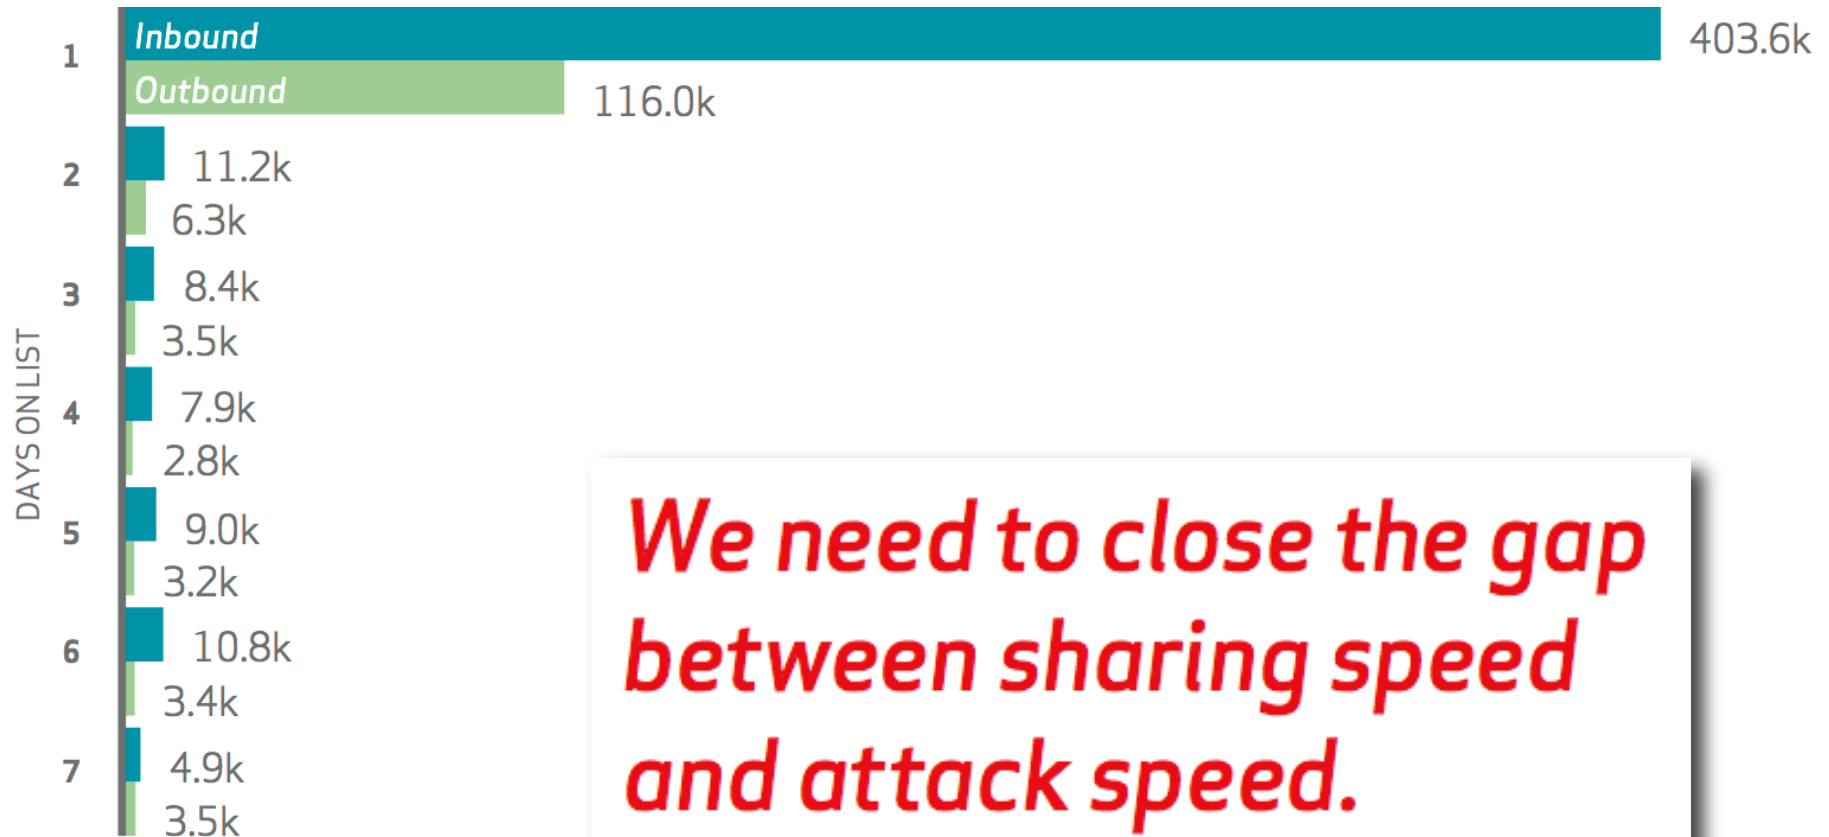 DAYS ON LIST
1
Inbound
403.6k
Outbound
116.0k
2
11.2k
6.3k
3
8.4k
3.5k
4
7.9k
2.8k
5
9.0k
3.2k
6
10.8k
3.4k
7
4.9k
3.5k
We need to close the gap
between sharing speed
and attack speed.